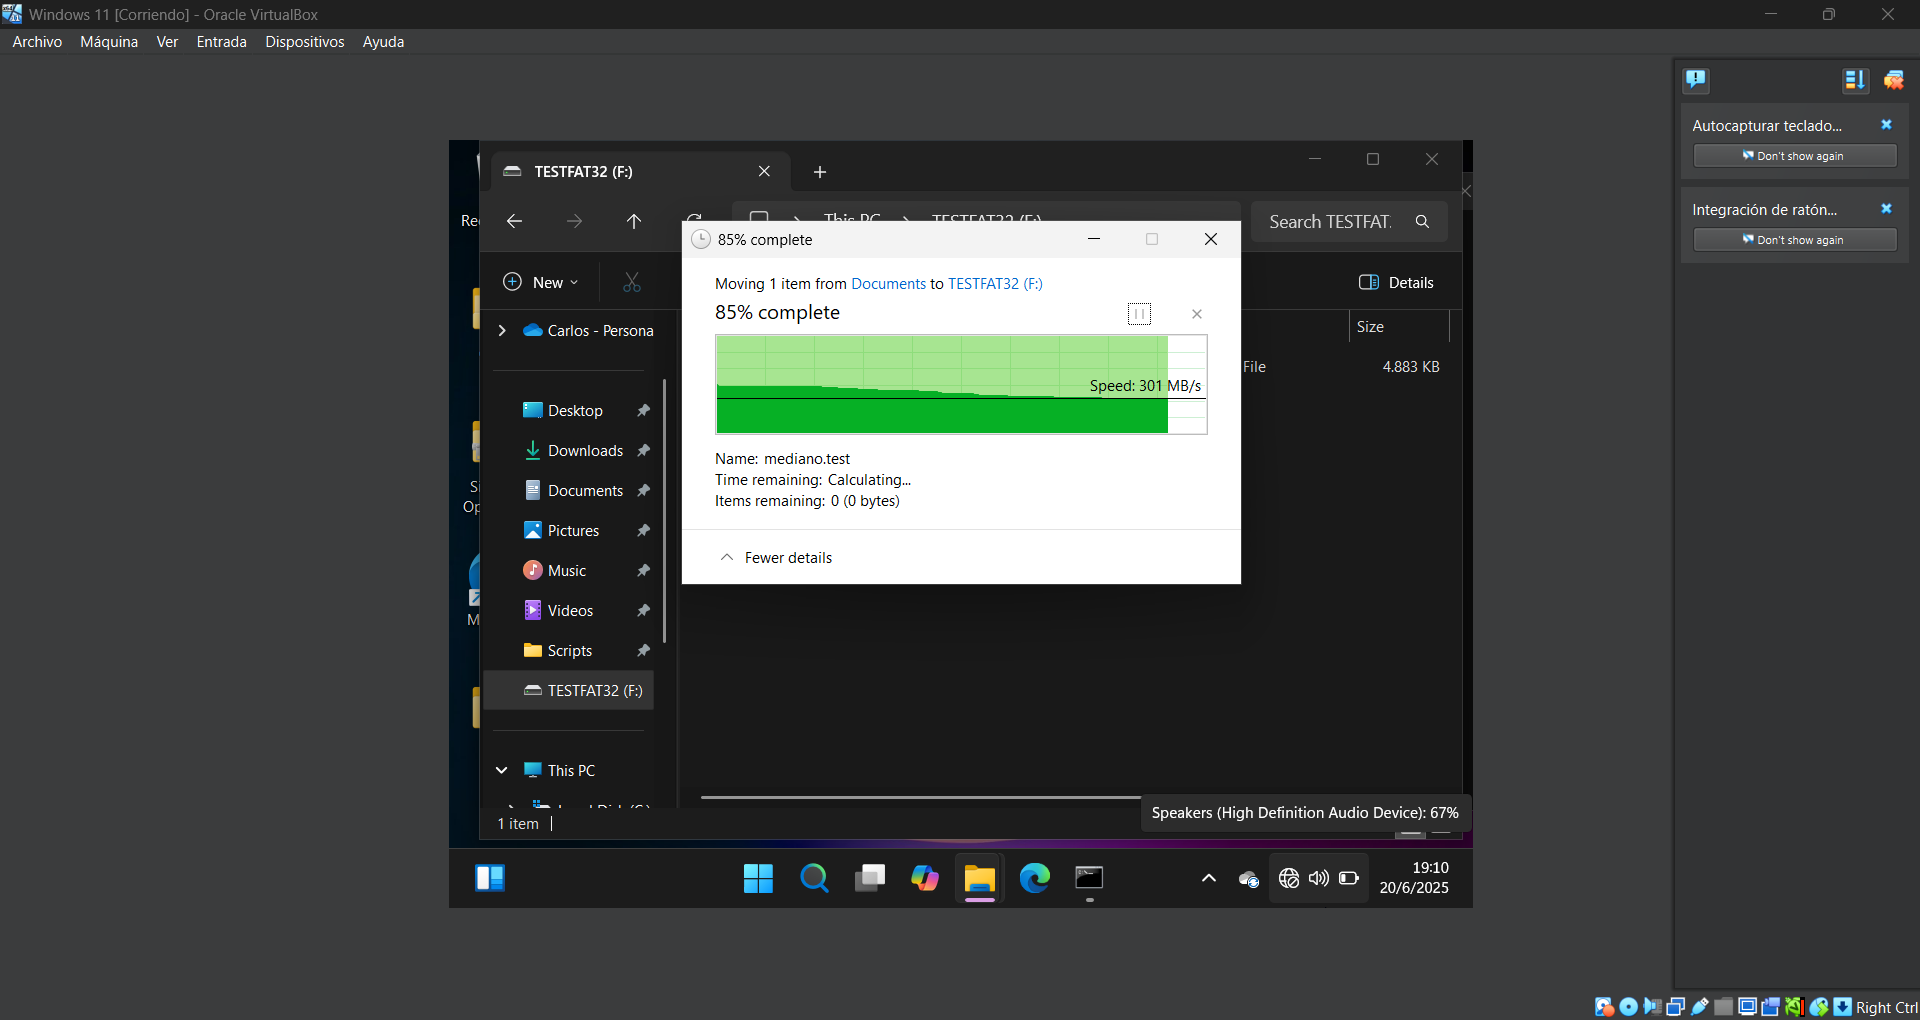 Windows 11 [Corriendo] - Oracle VirtualBox
Archivo Máquina Ver Entrada Dispositivos Ayuda
Autocapturar teclado...
Don't show again
Integración de ratón...
Don't show again
TESTFAT32 (F:)
This PC TESTFAT32 (F:)
Search TESTFAT
New
Details
Size
File 4.883 KB
Carlos - Persona
Desktop
Downloads
Documents
Pictures
Music
Videos
Scripts
TESTFAT32 (F:)
This PC
1 item
85% complete
Moving 1 item from Documents to TESTFAT32 (F:)
85% complete
Speed: 301 MB/s
Name: mediano.test
Time remaining: Calculating...
Items remaining: 0 (0 bytes)
Fewer details
Speakers (High Definition Audio Device): 67%
19:10
20/6/2025
Right Ctrl